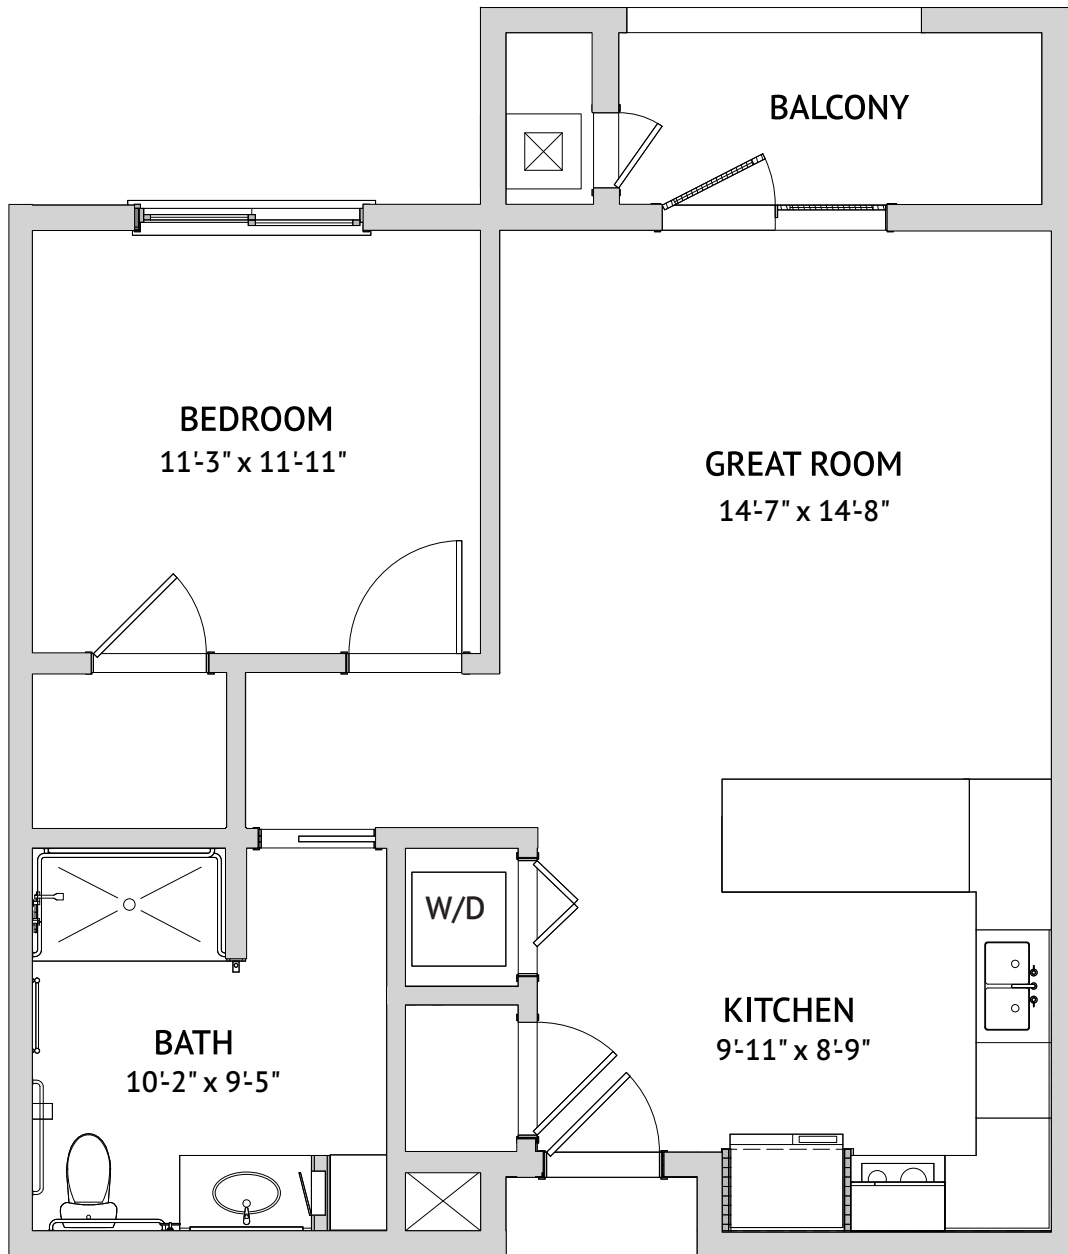 BALCONY
BEDROOM
11'-3" x 11'-11"
GREAT ROOM
14'-7" x 14'-8"
W/D
KITCHEN
9'-11" x 8'-9"
BATH
10'-2" x 9'-5"